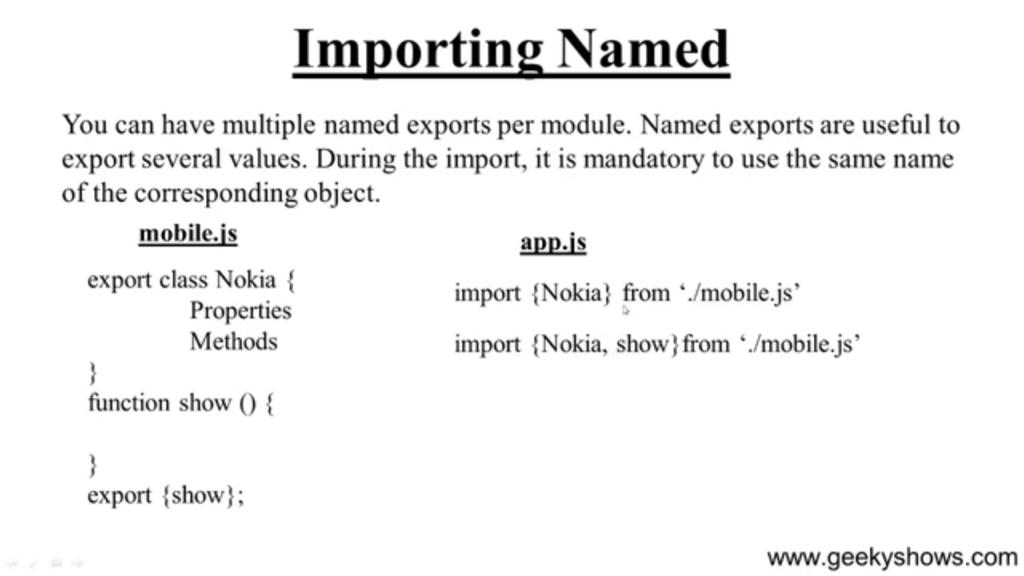 Importing Named
You can have multiple named exports per module. Named exports are useful to
export several values. During the import, it is mandatory to use the same name
of the corresponding object.
mobile.js
export class Nokia {
Properties
Methods
}
function show () {
}
export {show};
app.js
import {Nokia} from ‘./mobile.js’
import {Nokia, show}from ‘./mobile.js’
www.geekyshows.com